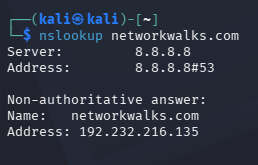 ┌──(kali㉿kali)-[~]
└─$ nslookup networkwalks.com
Server:         8.8.8.8
Address:        8.8.8.8#53

Non-authoritative answer:
Name:   networkwalks.com
Address: 192.232.216.135